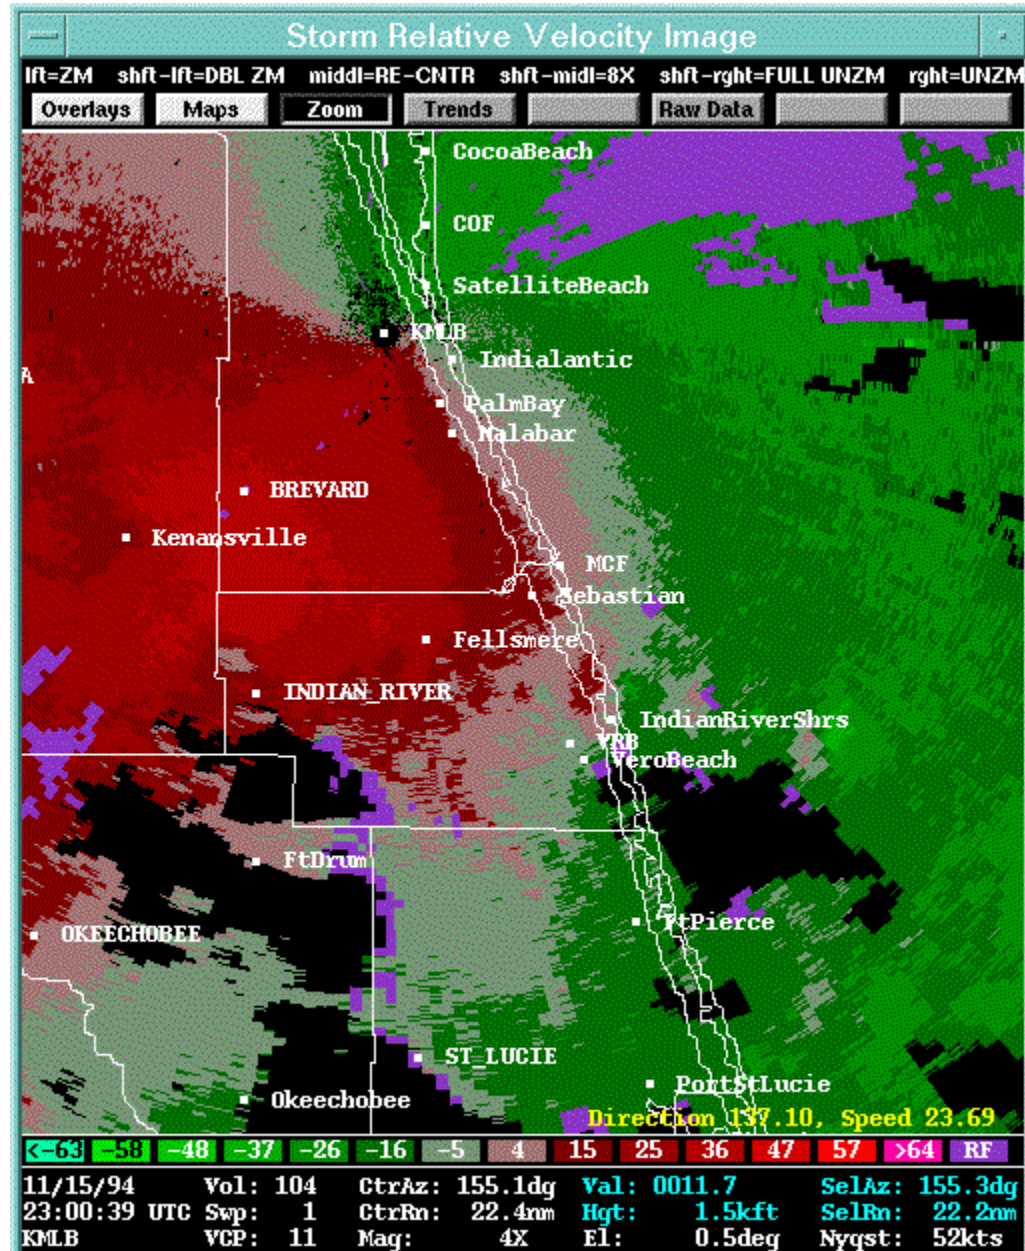 Storm Relative Velocity Image
lft=ZM shft-lft=DBL ZM middl=RE-CNTR shft-midl=8X shft-rght=FULL UNZM rght=UNZM
Overlays Maps Zoom Trends Raw Data
CocoaBeach
COF
SatelliteBeach
KMLB
Indialantic
A
PalmBay
Malabar
BREVARD
Kenansville
MCF
Sebastian
Fellsmere
INDIAN_RIVER
IndianRiverShrs
VRB
VeroBeach
FtDrum
FtPierce
OKEECHOBEE
ST_LUCIE
PortStLucie
Okeechobee
Direction 137.10, Speed 23.69
<-63 -58 -48 -37 -26 -16 -5 4 15 25 36 47 57 >64 RF
11/15/94 Vol: 104 CtrAz: 155.1dg Val: 0011.7 SelAz: 155.3dg
23:00:39 UTC Swp: 1 CtrRn: 22.4nm Hgt: 1.5kft SelRn: 22.2nm
KMLB VCP: 11 Mag: 4X El: 0.5deg Nyqst: 52kts